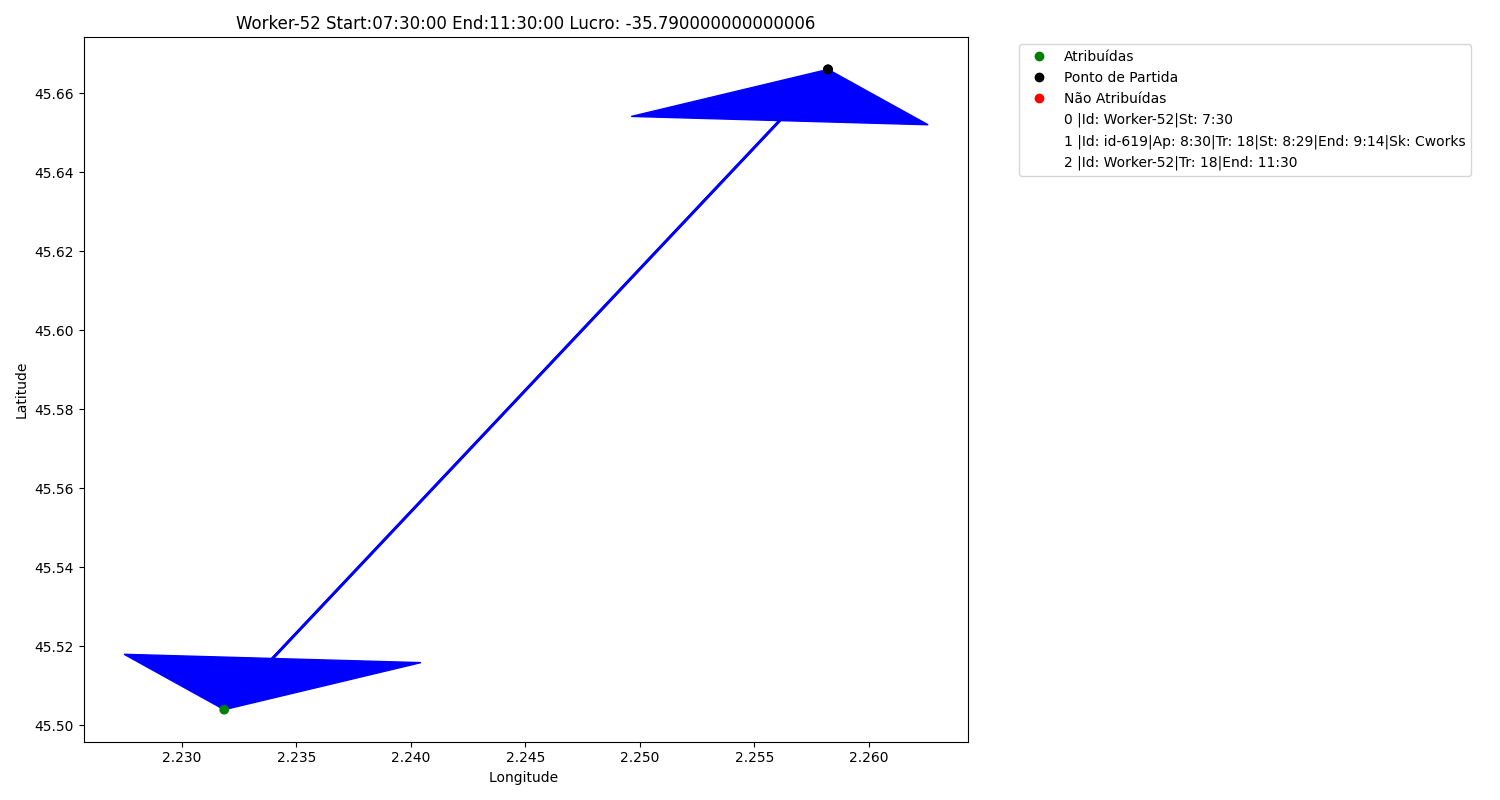 Worker-52 Start:07:30:00 End:11:30:00 Lucro: -35.790000000000006
45.66
45.64
45.62
45.60
45.58
45.56
45.54
45.52
45.50
Latitude
2.230 2.235 2.240 2.245 2.250 2.255 2.260
Longitude
Atribuídas
Ponto de Partida
Não Atribuídas
0 |Id: Worker-52|St: 7:30
1 |Id: id-619|Ap: 8:30|Tr: 18|St: 8:29|End: 9:14|Sk: Cworks
2 |Id: Worker-52|Tr: 18|End: 11:30